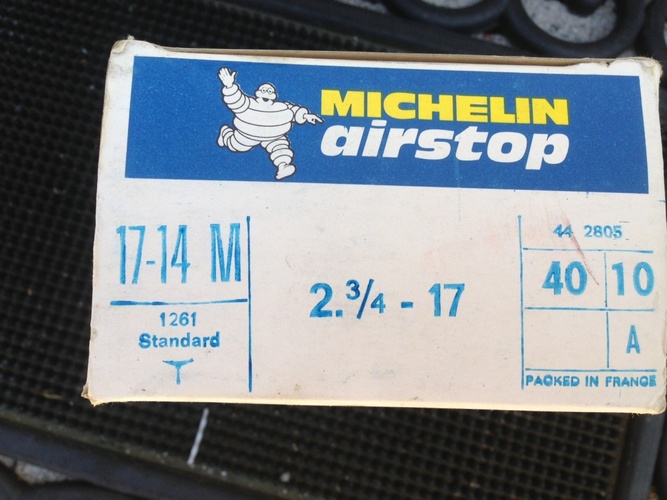 MICHELIN
airstop
17-14 M
1261
Standard
2.3/4 - 17
44 2805
40 10
A
PACKED IN FRANCE